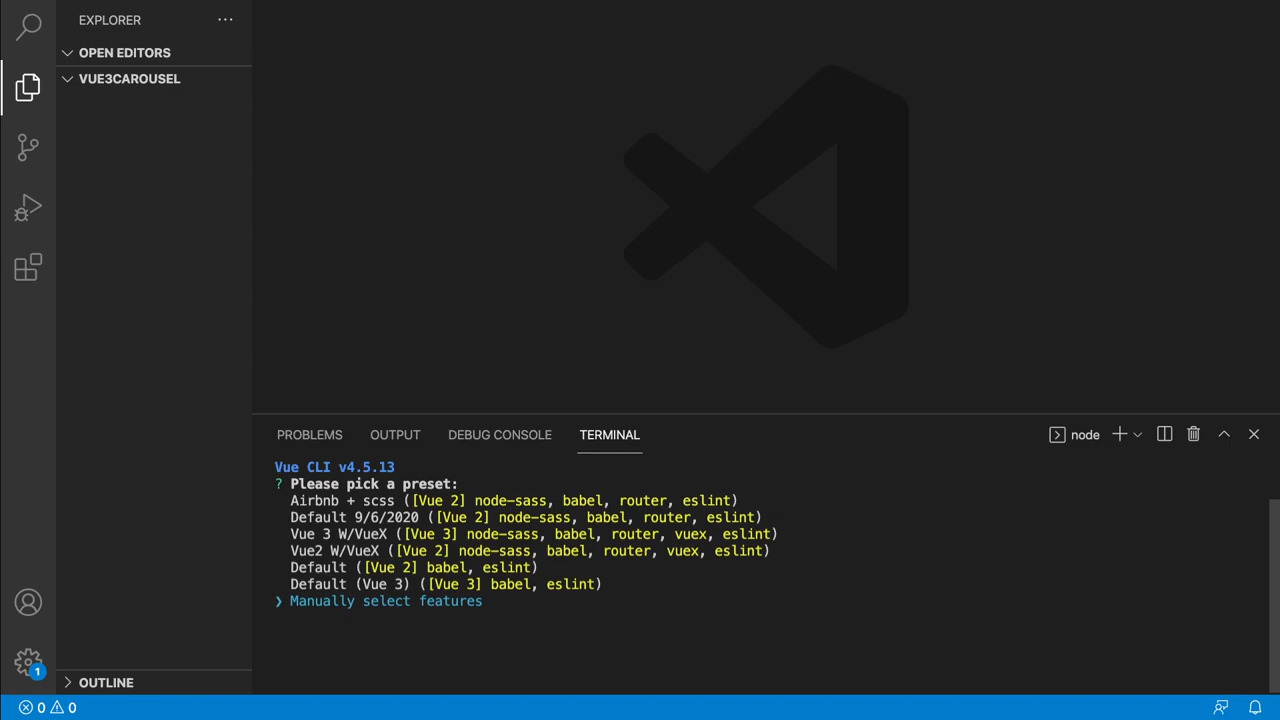 EXPLORER ...
OPEN EDITORS
VUE3CAROUSEL
PROBLEMS OUTPUT DEBUG CONSOLE TERMINAL node
Vue CLI v4.5.13
? Please pick a preset:
Airbnb + scss ([Vue 2] node-sass, babel, router, eslint)
Default 9/6/2020 ([Vue 2] node-sass, babel, router, eslint)
Vue 3 W/VueX ([Vue 3] node-sass, babel, router, vuex, eslint)
Vue2 W/VueX ([Vue 2] node-sass, babel, router, vuex, eslint)
Default ([Vue 2] babel, eslint)
Default (Vue 3) ([Vue 3] babel, eslint)
❯ Manually select features
1
OUTLINE
0 0